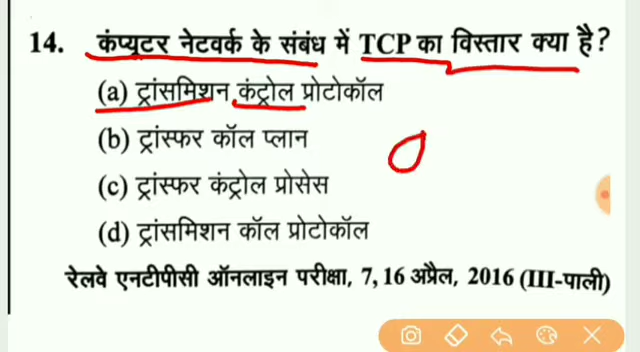 14. कंप्यूटर नेटवर्क के संबंध में TCP का विस्तार क्या है?
(a) ट्रांसमिशन कंट्रोल प्रोटोकॉल
(b) ट्रांस्फर कॉल प्लान
(c) ट्रांस्फर कंट्रोल प्रोसेस
(d) ट्रांसमिशन कॉल प्रोटोकॉल
रेलवे एनटीपीसी ऑनलाइन परीक्षा, 7, 16 अप्रैल, 2016 (III-पाली)